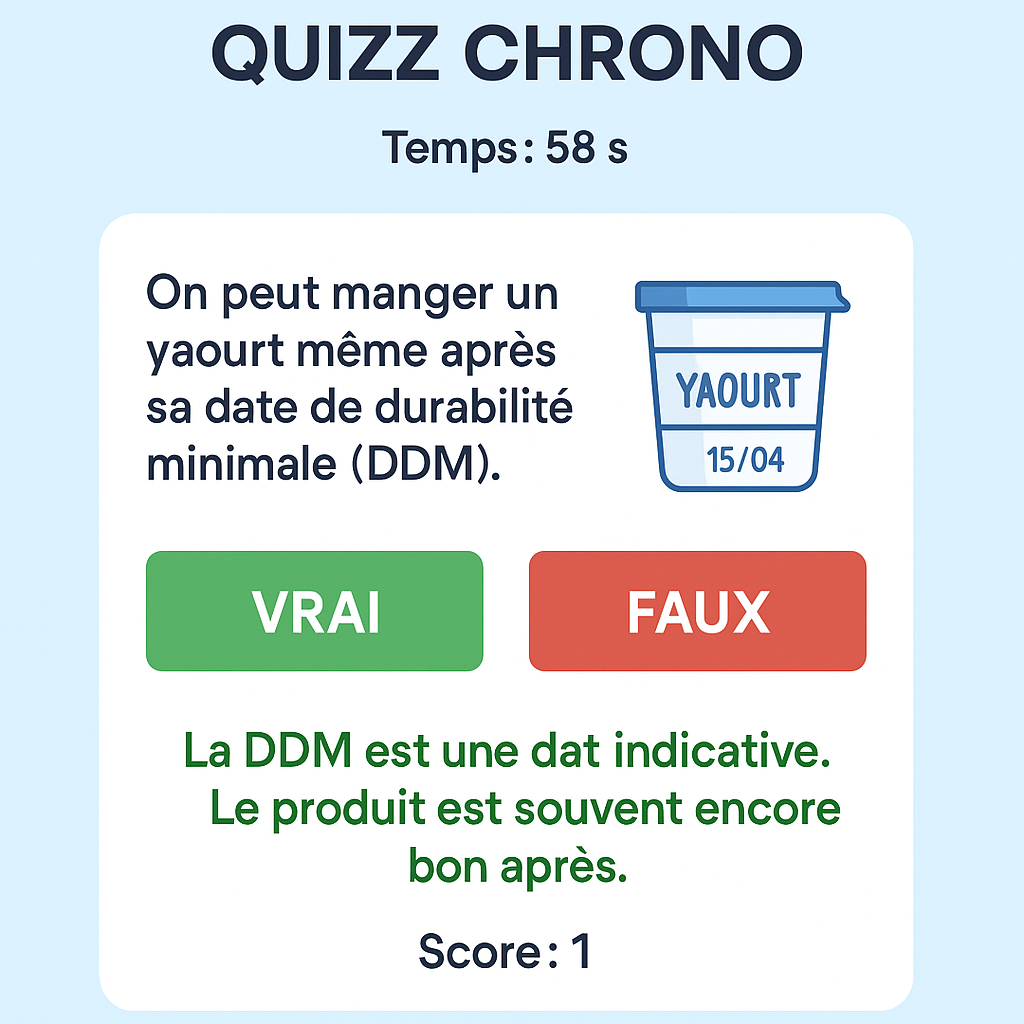 QUIZZ CHRONO
Temps: 58 s
On peut manger un
yaourt même après
sa date de durabilité
minimale (DDM).
YAOURT
15/04
VRAI
FAUX
La DDM est une dat indicative.
Le produit est souvent encore
bon après.
Score: 1